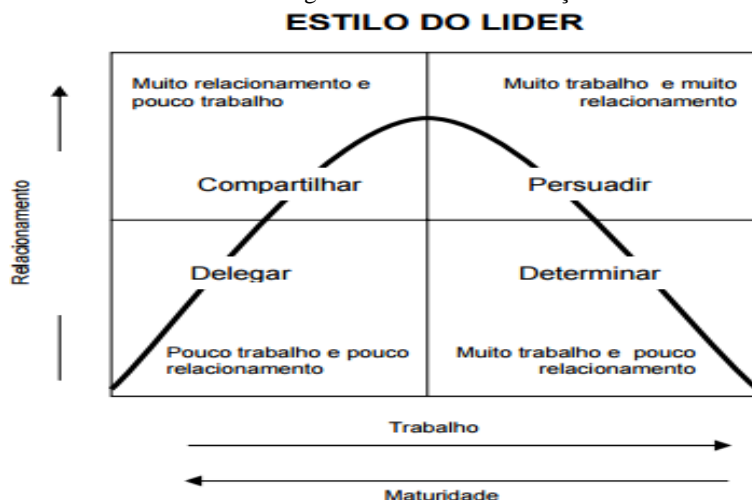 ESTILO DO LIDER
Muito relacionamento e
pouco trabalho
Muito trabalho e muito
relacionamento
Compartilhar
Persuadir
Relacionamento
Delegar
Determinar
Pouco trabalho e pouco
relacionamento
Muito trabalho e pouco
relacionamento
Trabalho
Maturidade